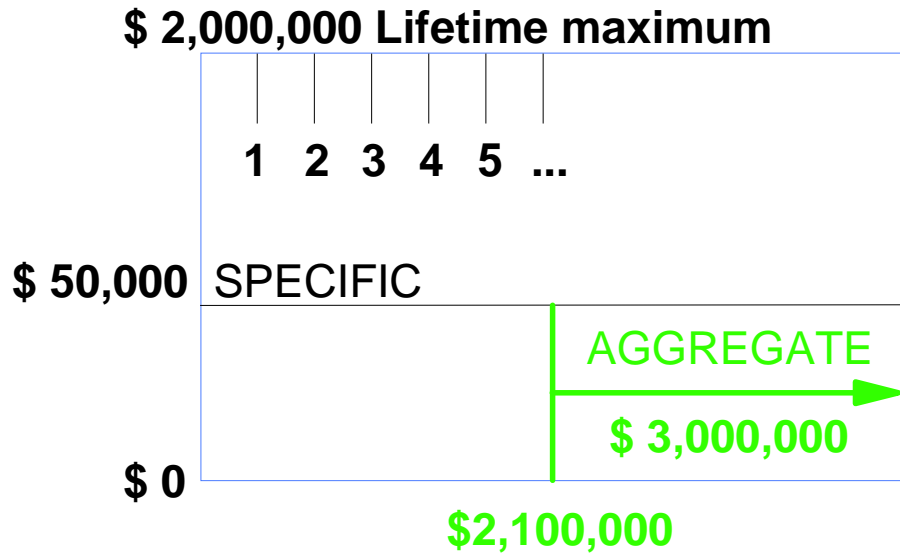 $ 2,000,000 Lifetime maximum
1 2 3 4 5 ...
$ 50,000 SPECIFIC
AGGREGATE
$ 3,000,000
$ 0
$2,100,000